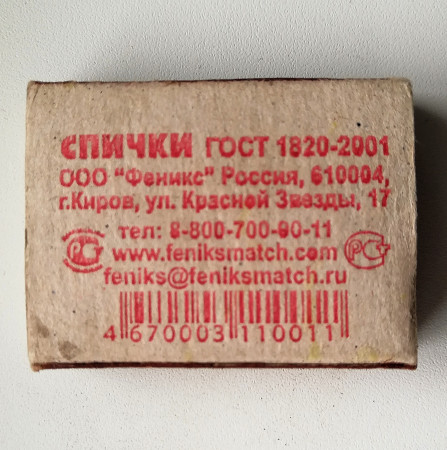 СПИЧКИ ГОСТ 1820-2001
ООО "Феникс" Россия, 610004,
г.Киров, ул. Красной Звезды, 17
тел: 8-800-700-90-11
www.feniksmatch.com
feniks@feniksmatch.ru
4 670003 110011